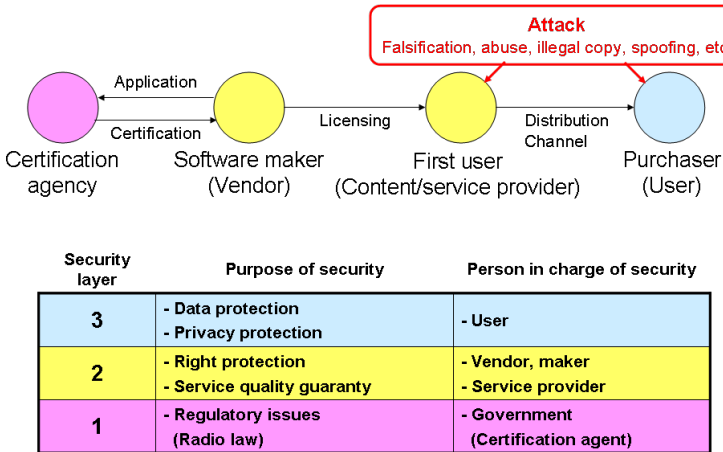 Attack
Falsification, abuse, illegal copy, spoofing, etc
Application
Certification
Licensing
Distribution
Channel
Certification
agency
Software maker
(Vendor)
First user
(Content/service provider)
Purchaser
(User)
Security
layer
Purpose of security
Person in charge of security
3
- Data protection
- Privacy protection
- User
2
- Right protection
- Service quality guaranty
- Vendor, maker
- Service provider
1
- Regulatory issues
(Radio law)
- Government
(Certification agent)